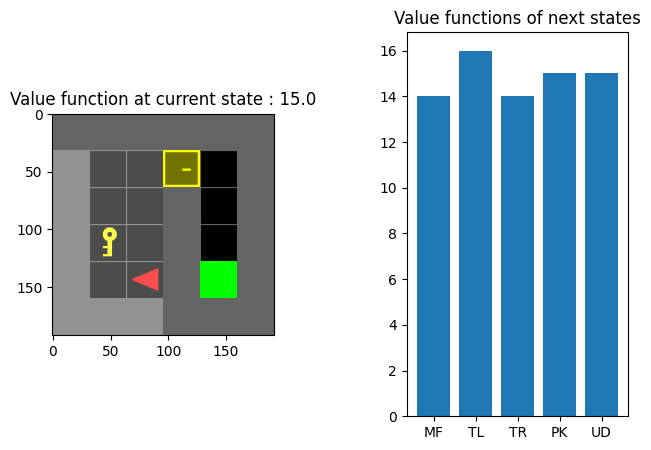 Value functions of next states
Value function at current state : 15.0
0
50
100
150
0
50
100
150
16
14
12
10
8
6
4
2
0
MF
TL
TR
PK
UD